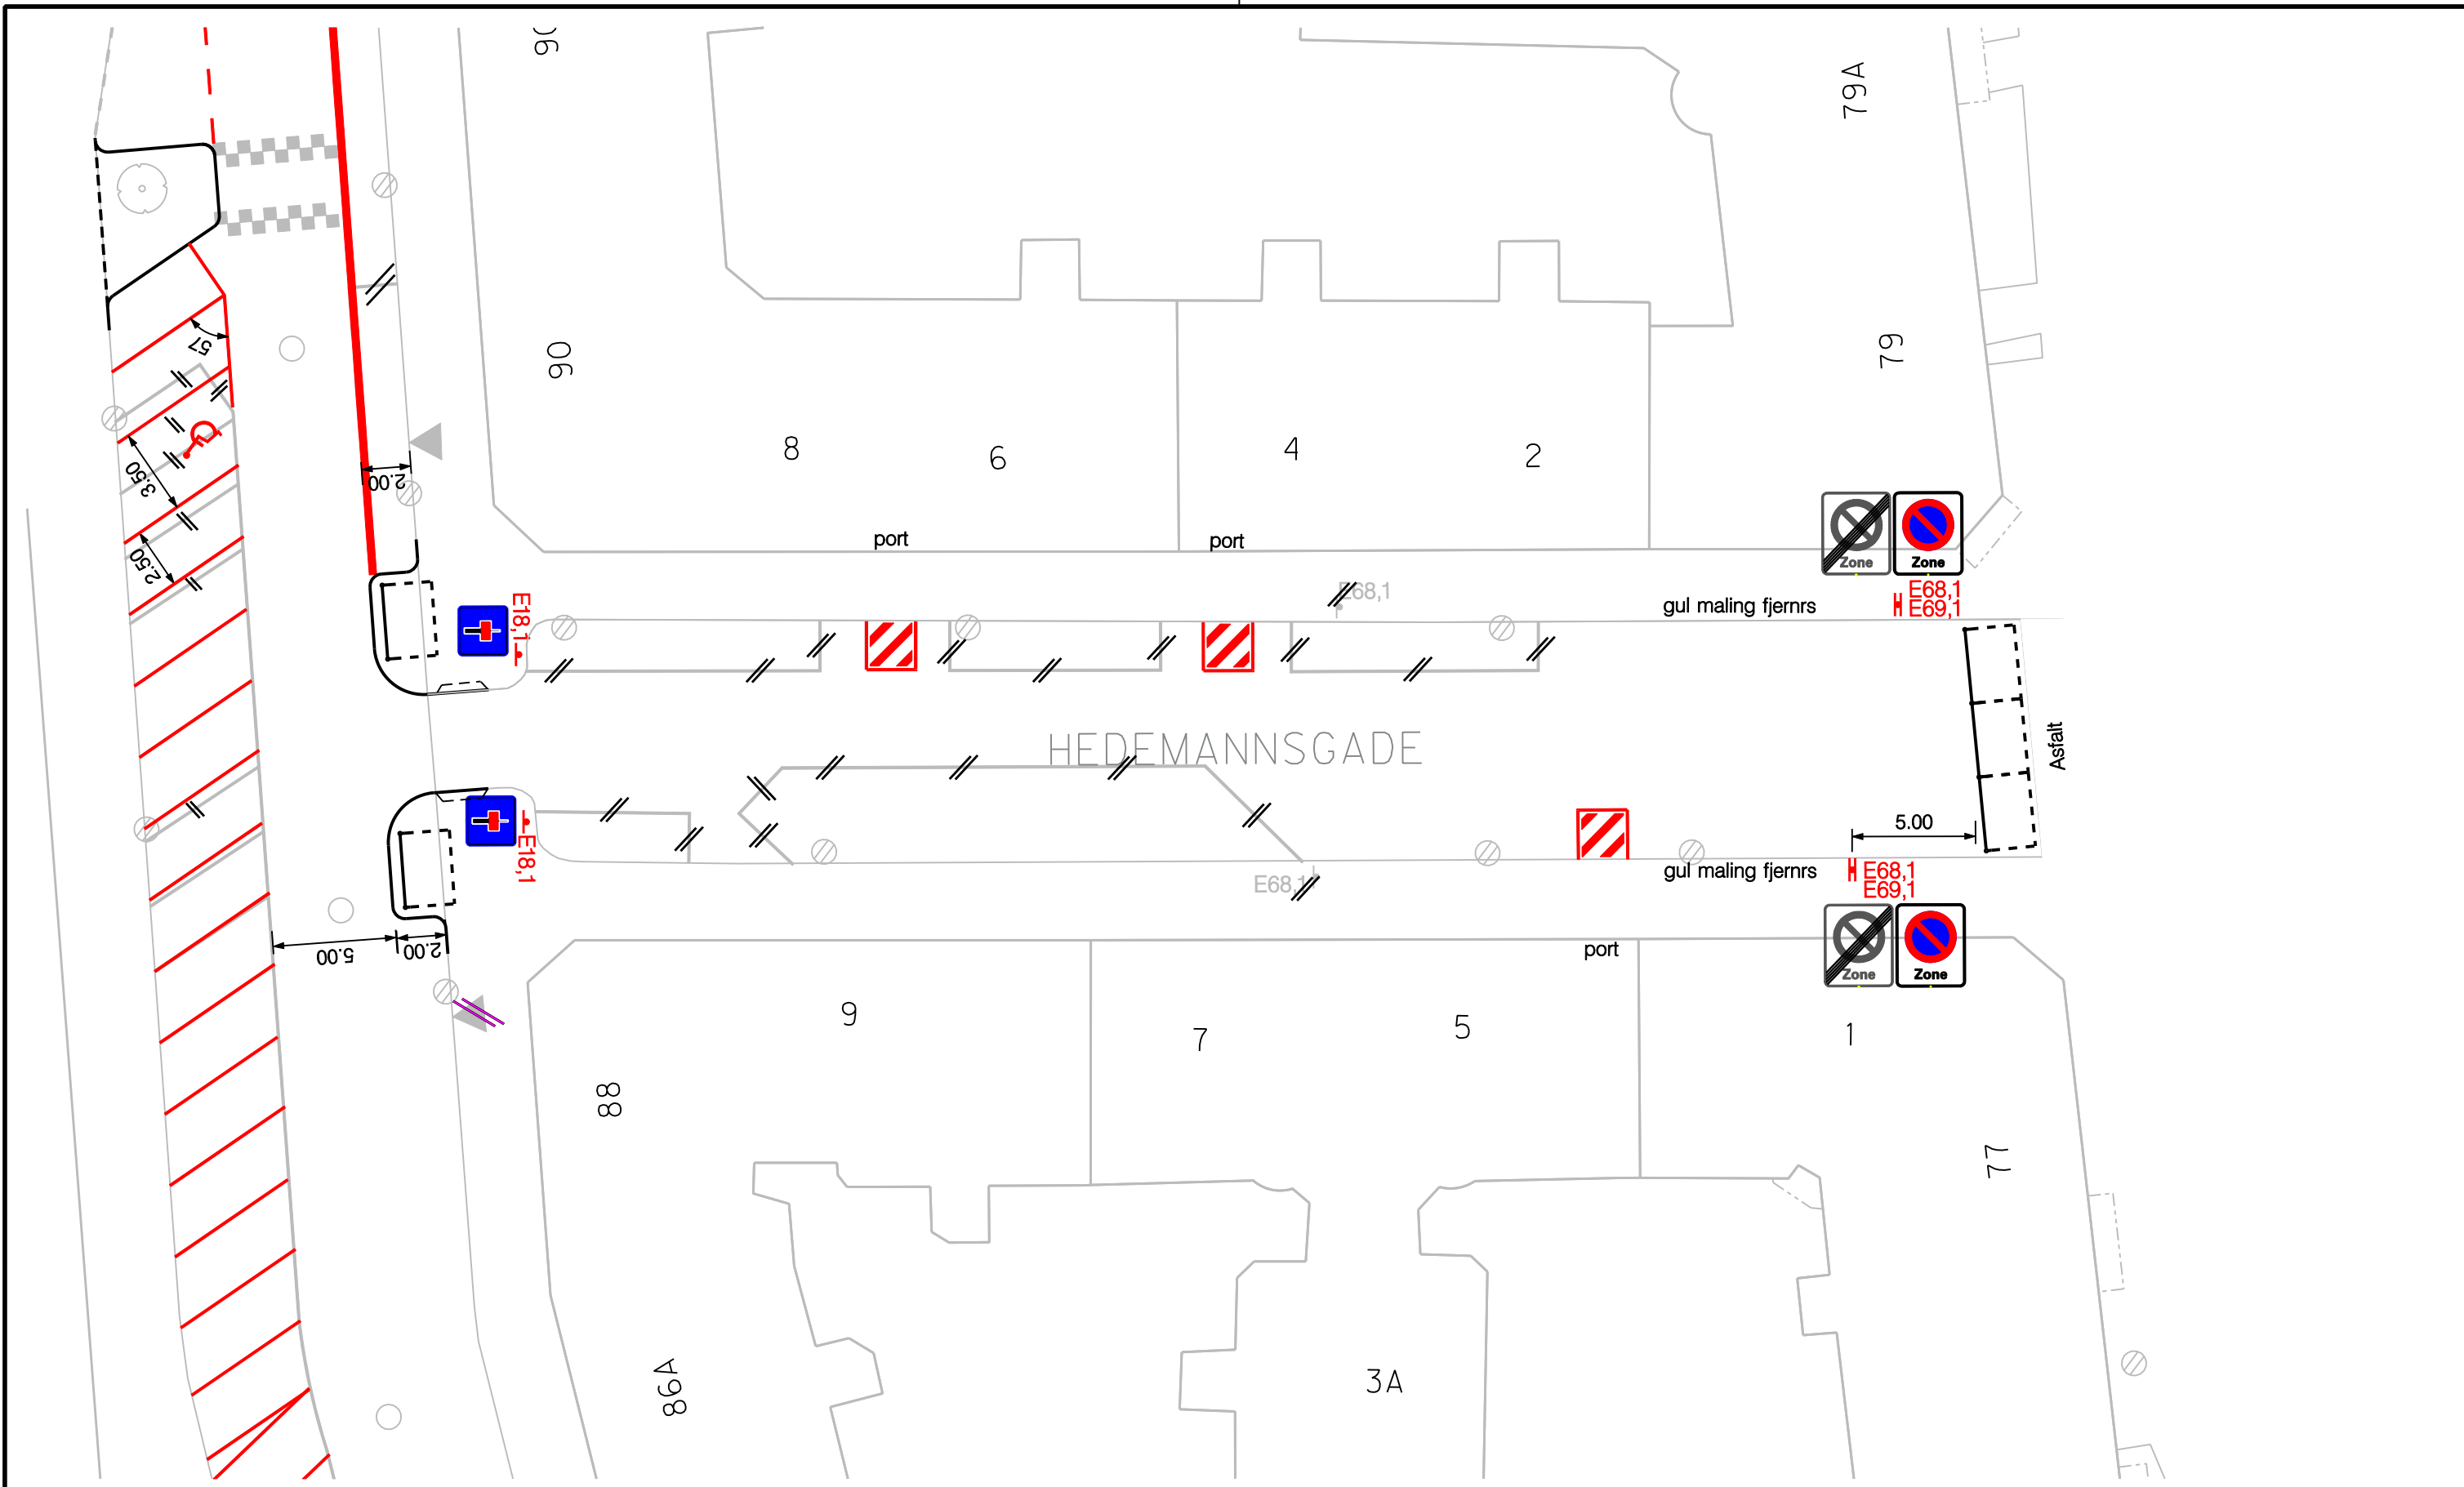 90
79A
57
3.50
2.50
2.00
90
8
6
4
2
79
port
port
Zone
Zone
E68,1
E69,1
E68,1
gul maling fjernrs
E18,1
HEDEMANNSGADE
Asfalt
5.00
E18,1
E68,1
gul maling fjernrs
E68,1
E69,1
5.00
2.00
port
Zone
Zone
9
7
5
1
88
77
86A
3A